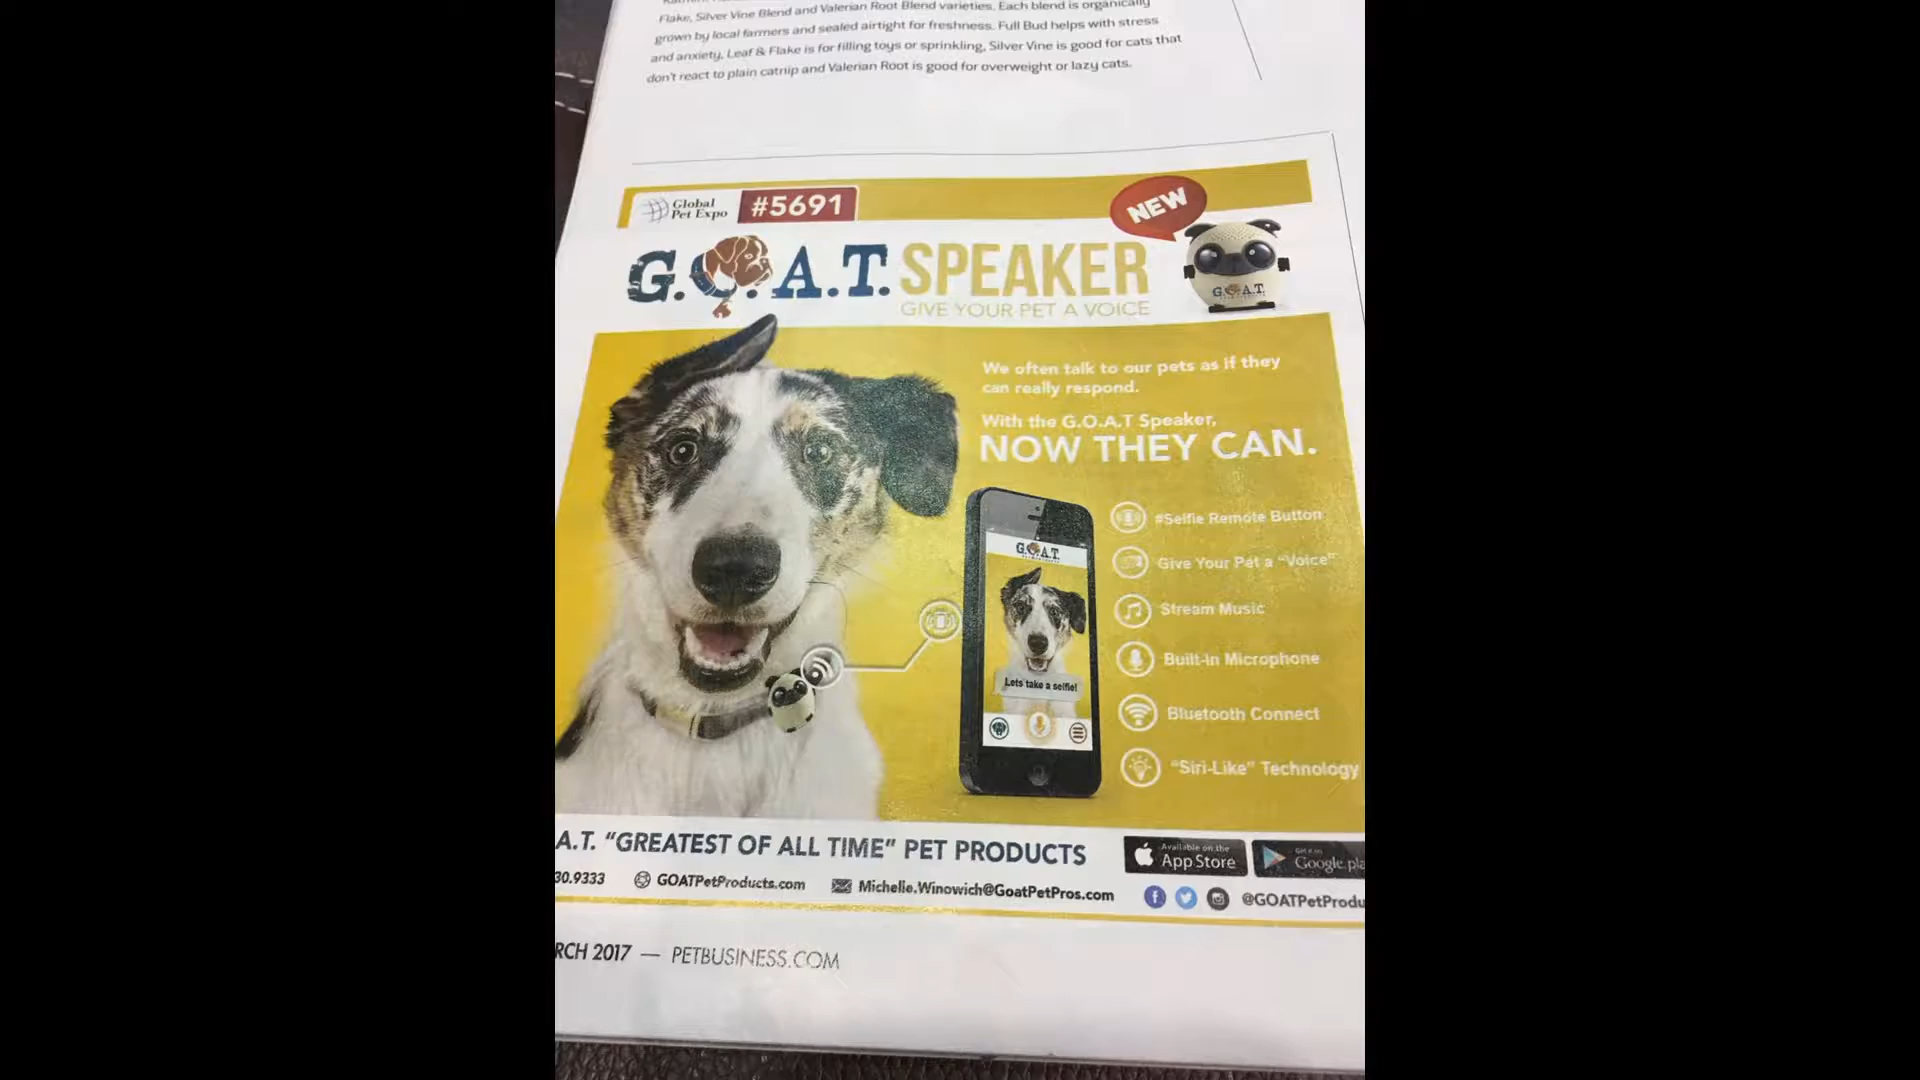 Flake, Silver Vine Blend and Valerian Root Blend varieties. Each blend is organically
grown by local farmers and sealed airtight for freshness. Full Bud helps with stress
and anxiety, Leaf & Flake is for filling toys or sprinkling, Silver Vine is good for cats that
don't react to plain catnip and Valerian Root is good for overweight or lazy cats.
Global
Pet Expo
#5691
NEW
G.O.A.T. SPEAKER
GIVE YOUR PET A VOICE
G.O.A.T.
We often talk to our pets as if they
can really respond.
With the G.O.A.T Speaker,
NOW THEY CAN.
G.O.A.T.
Lets take a selfie!
#Selfie Remote Button
Give Your Pet a "Voice"
Stream Music
Built-In Microphone
Bluetooth Connect
"Siri-Like" Technology
A.T. "GREATEST OF ALL TIME" PET PRODUCTS
Available on the
App Store
Google pla
30.9333
GOATPetProducts.com
Michelle.Winowich@GoatPetPros.com
@GOATPetProdu
RCH 2017 — PETBUSINESS.COM